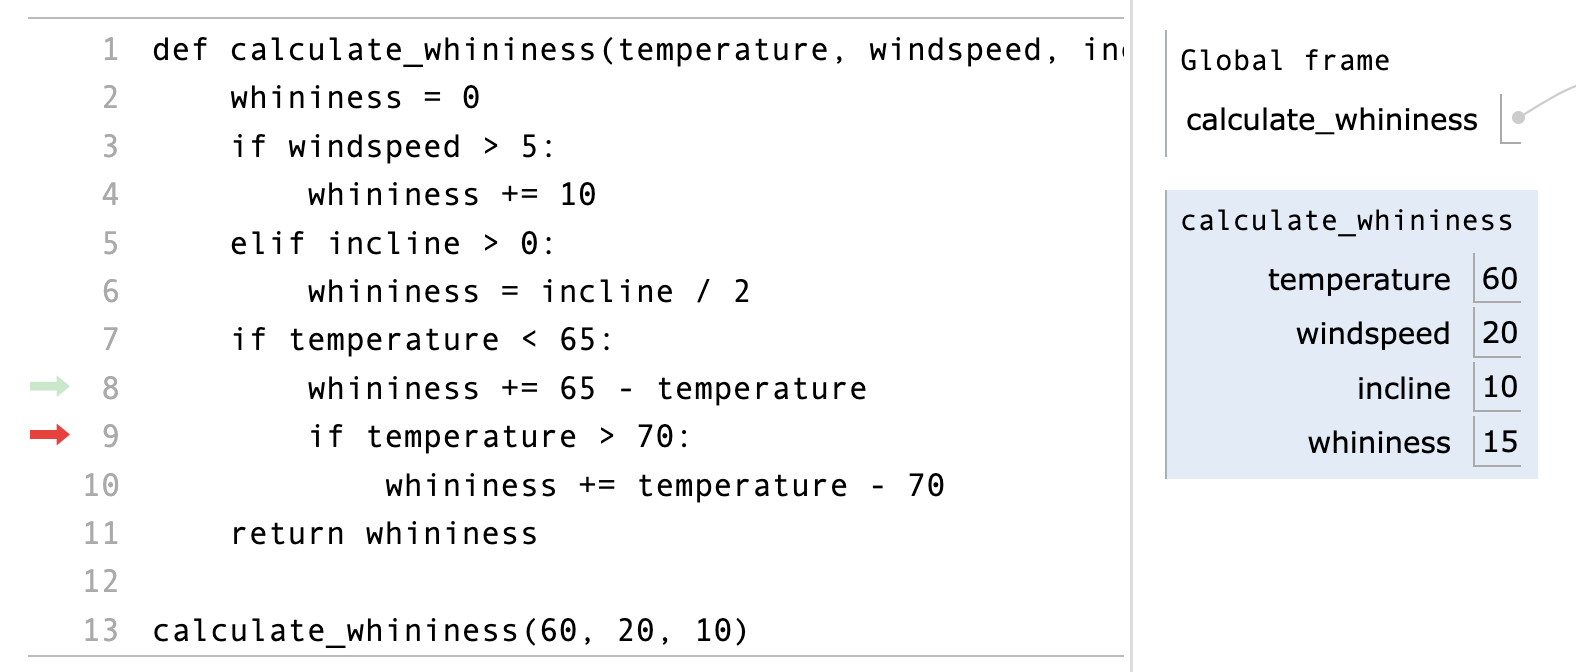 1 def calculate_whininess(temperature, windspeed, in
2     whininess = 0
3     if windspeed > 5:
4         whininess += 10
5     elif incline > 0:
6         whininess = incline / 2
7     if temperature < 65:
8         whininess += 65 - temperature
9         if temperature > 70:
10             whininess += temperature - 70
11     return whininess
12
13 calculate_whininess(60, 20, 10)
Global frame
calculate_whininess
calculate_whininess
temperature 60
windspeed 20
incline 10
whininess 15